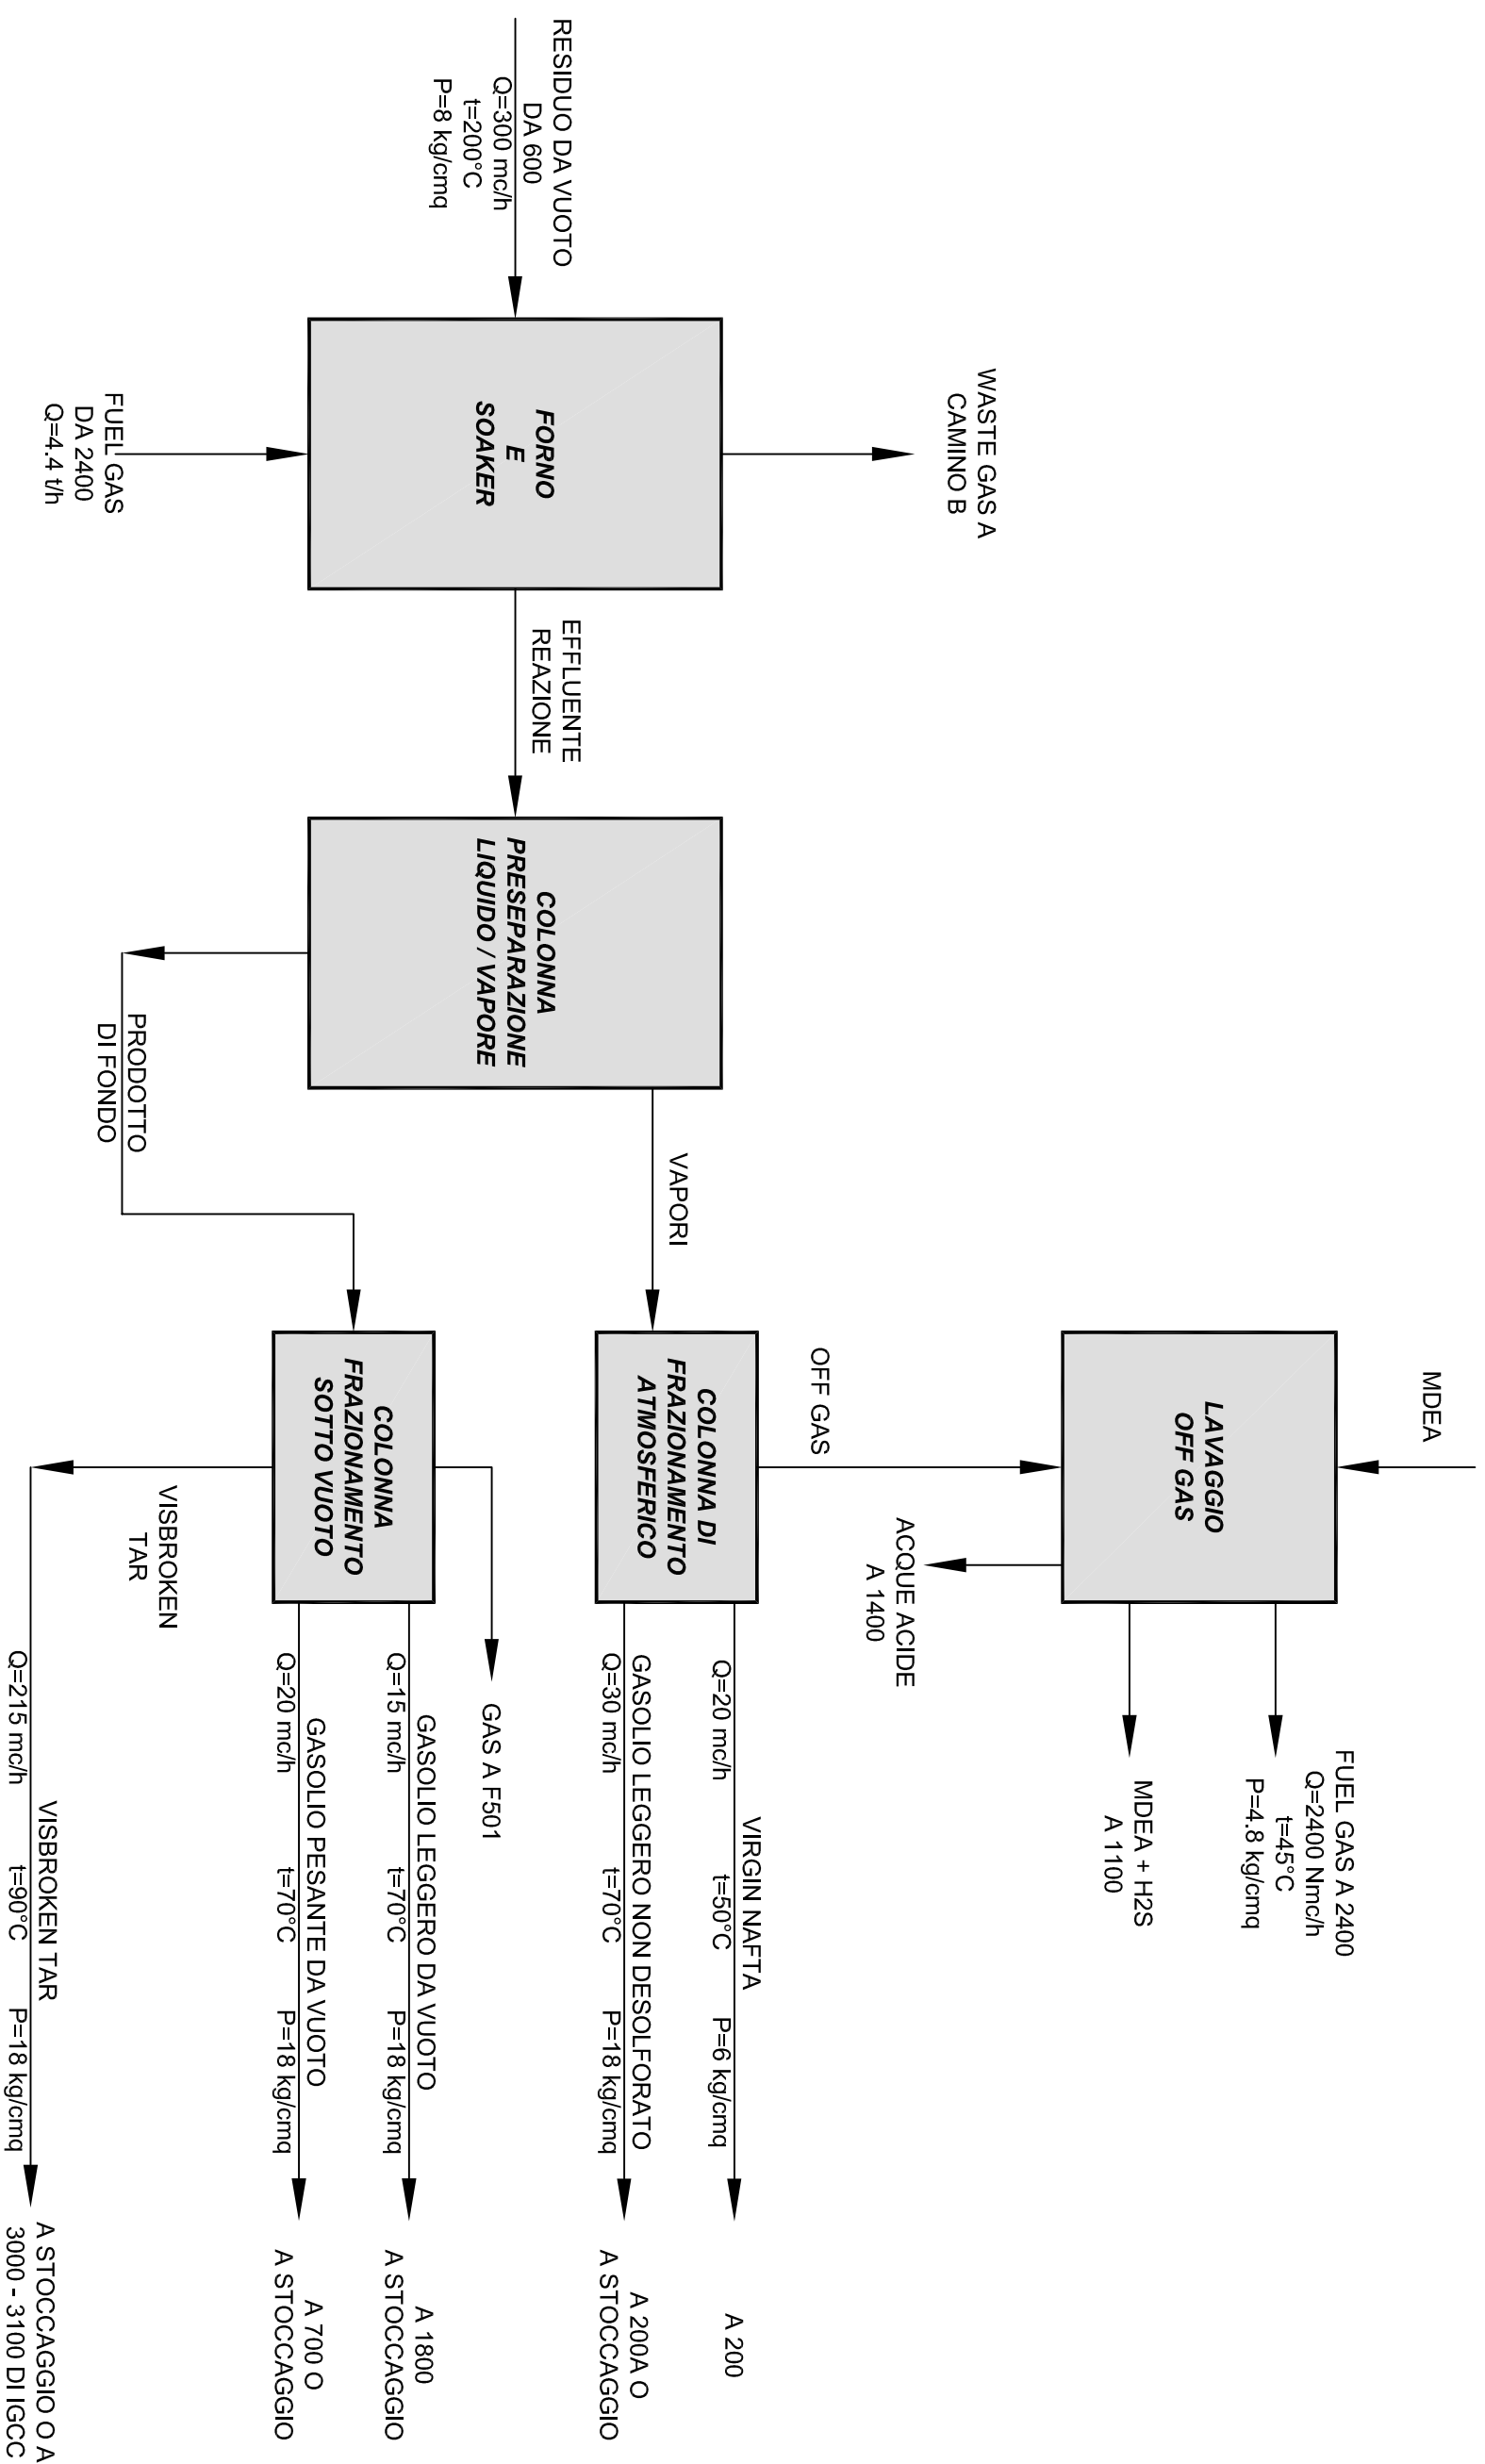 MDEA
LAVAGGIO
OFF GAS
FUEL GAS A 2400
Q=2400 Nmc/h
t=45°C
P=4.8 kg/cmq
MDEA + H2S
A 1100
ACQUE ACIDE
A 1400
OFF GAS
WASTE GAS A
CAMINO B
RESIDUO DA VUOTO
DA 600
Q=300 mc/h
t=200°C
P=8 kg/cmq
FORNO
E
SOAKER
FUEL GAS
DA 2400
Q=4.4 t/h
EFFLUENTE
REAZIONE
COLONNA
PRESEPARAZIONE
LIQUIDO / VAPORE
VAPORI
PRODOTTO
DI FONDO
COLONNA DI
FRAZIONAMENTO
ATMOSFERICO
VIRGIN NAFTA
Q=20 mc/h t=50°C P=6 kg/cmq
A 200
GASOLIO LEGGERO NON DESOLFORATO
Q=30 mc/h t=70°C P=18 kg/cmq
A 200A O
A STOCCAGGIO
GAS A F501
COLONNA
FRAZIONAMENTO
SOTTO VUOTO
GASOLIO LEGGERO DA VUOTO
Q=15 mc/h t=70°C P=18 kg/cmq
A 1800
A STOCCAGGIO
GASOLIO PESANTE DA VUOTO
Q=20 mc/h t=70°C P=18 kg/cmq
A 700 O
A STOCCAGGIO
VISBROKEN
TAR
VISBROKEN TAR
Q=215 mc/h t=90°C P=18 kg/cmq
A STOCCAGGIO O A
3000 - 3100 DI IGCC